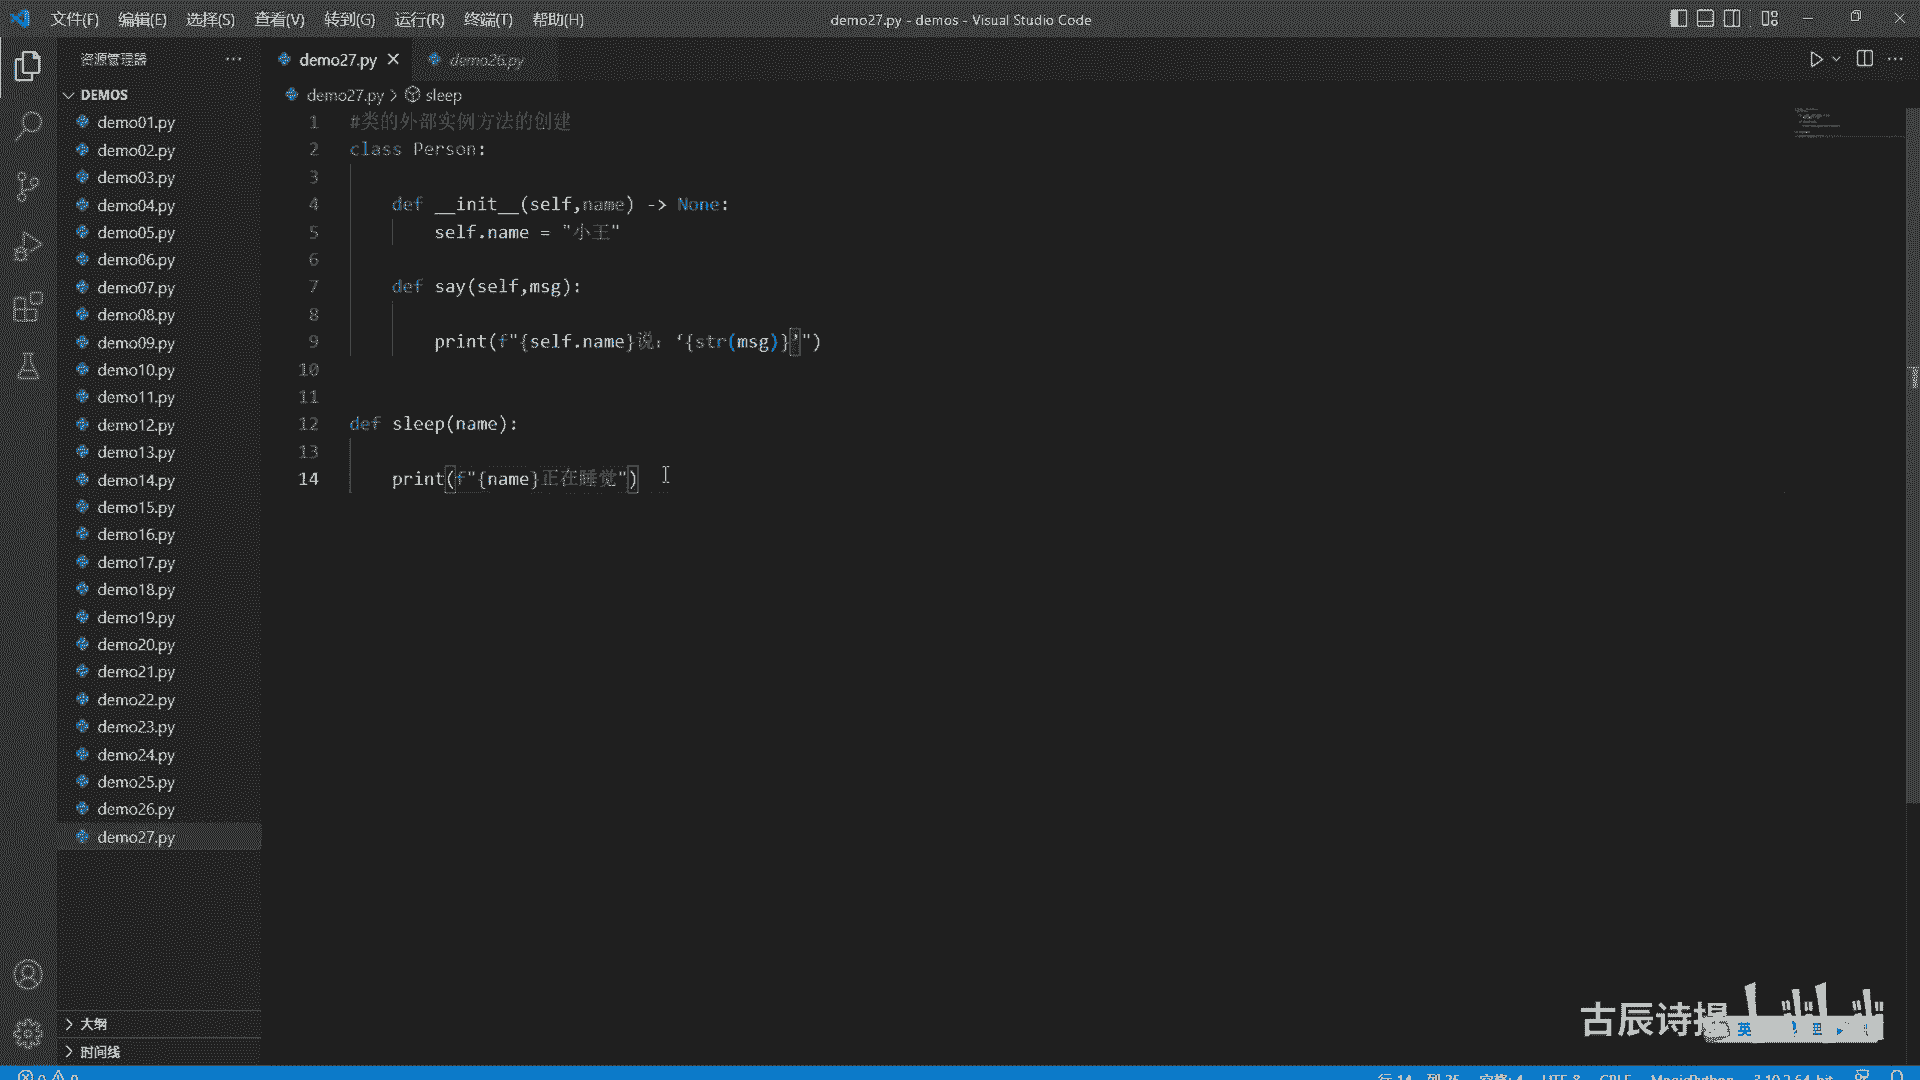 文件(F) 编辑(E) 选择(S) 查看(V) 转到(G) 运行(R) 终端(T) 帮助(H) demo27.py - demos - Visual Studio Code
资源管理器 demo27.py demo26.py
DEMOS demo27.py > sleep
demo01.py
demo02.py
demo03.py
demo04.py
demo05.py
demo06.py
demo07.py
demo08.py
demo09.py
demo10.py
demo11.py
demo12.py
demo13.py
demo14.py
demo15.py
demo16.py
demo17.py
demo18.py
demo19.py
demo20.py
demo21.py
demo22.py
demo23.py
demo24.py
demo25.py
demo26.py
demo27.py
大纲
时间线
1 #类的外部实例方法的创建
2 class Person:
3
4 def __init__(self,name) -> None:
5 self.name = "小王"
6
7 def say(self,msg):
8
9 print(f"{self.name}说：‘{str(msg)}’")
10
11
12 def sleep(name):
13
14 print(f"{name}正在睡觉")
古辰诗提
英
行 14, 列 25 空格: 4 UTF-8 CRLF MagicPython 3.10.2 64-bit